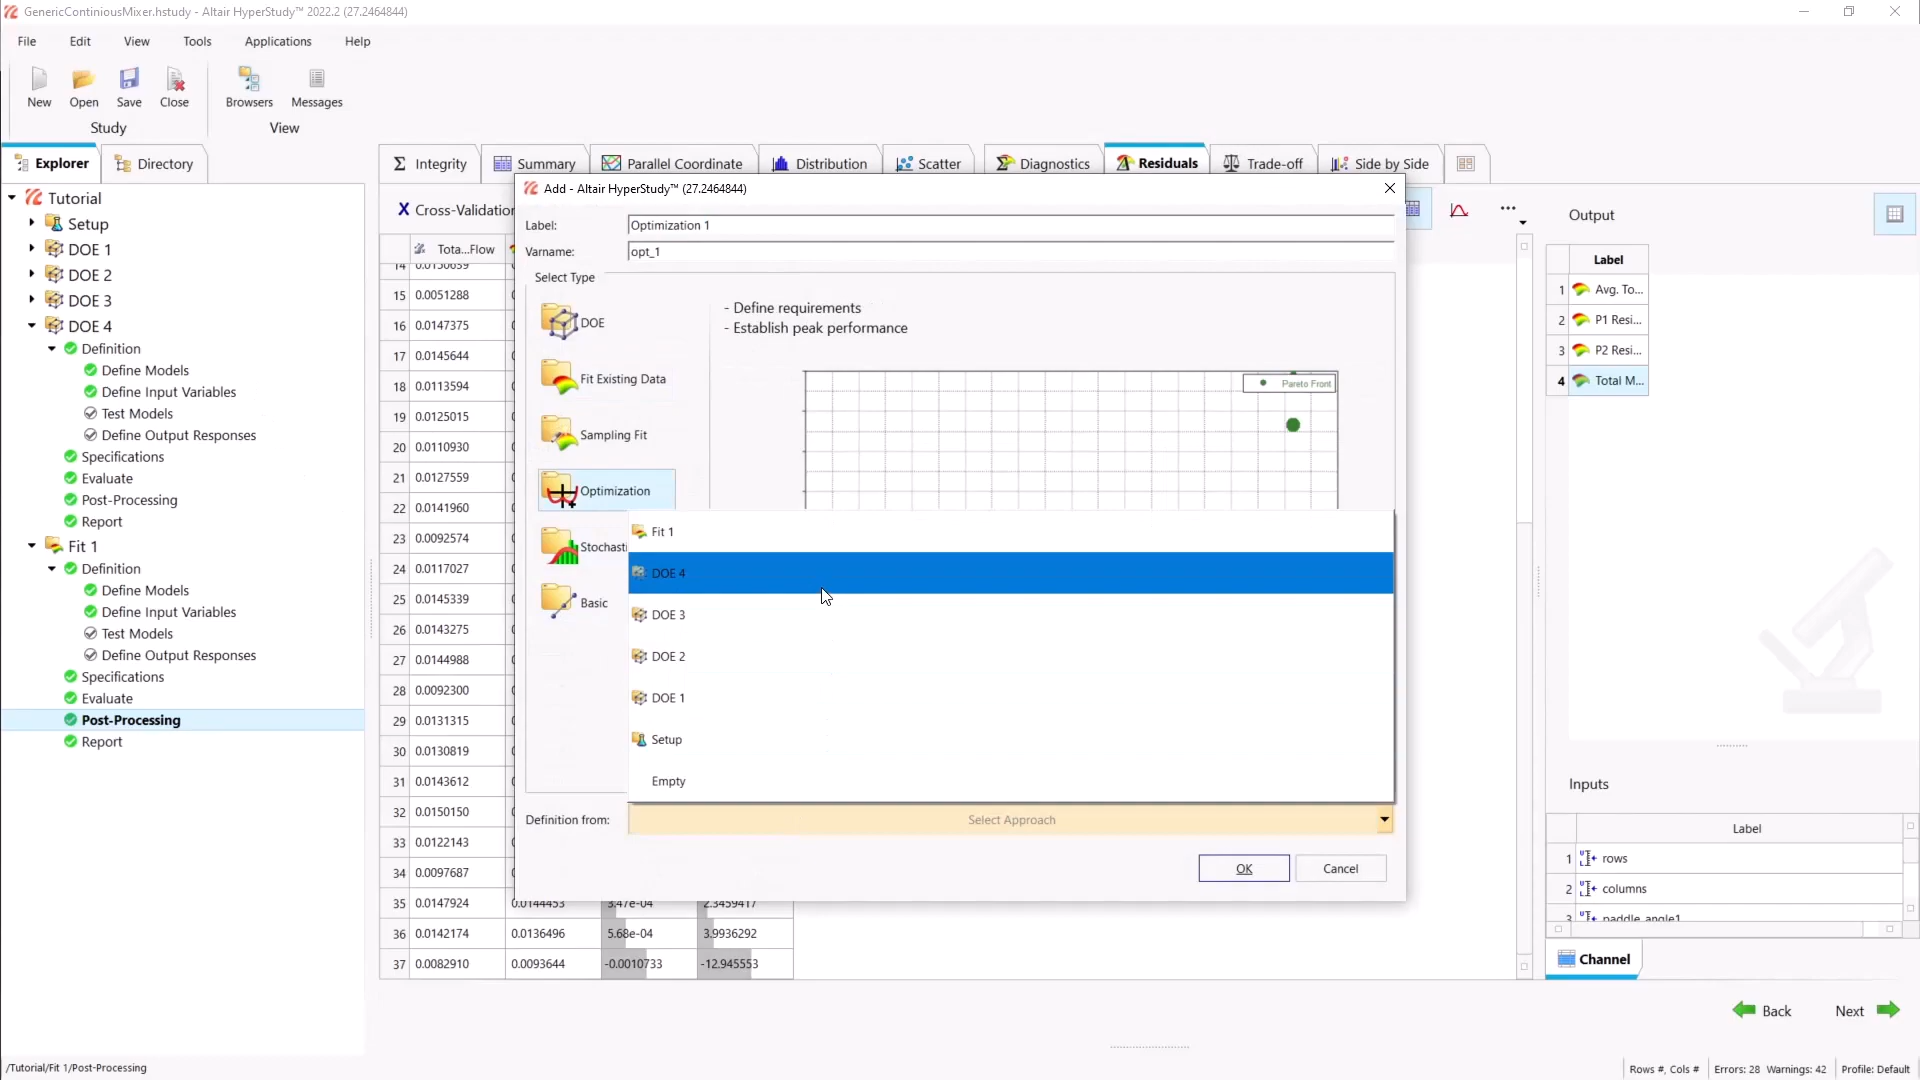 GenericContiniousMixer.hstudy - Altair HyperStudy™ 2022.2 (27.2464844)
File Edit View Tools Applications Help
New Open Save Close Browsers Messages
Study View
Explorer Directory
Integrity Summary Parallel Coordinate Distribution Scatter Diagnostics Residuals Trade-off Side by Side
Tutorial
Setup
DOE 1
DOE 2
DOE 3
DOE 4
Definition
Define Models
Define Input Variables
Test Models
Define Output Responses
Specifications
Evaluate
Post-Processing
Report
Fit 1
Definition
Define Models
Define Input Variables
Test Models
Define Output Responses
Specifications
Evaluate
Post-Processing
Report
Cross-Validation
Tota...Flow
15 0.0051288
16 0.0147375
17 0.0145644
18 0.0113594
19 0.0125015
20 0.0110930
21 0.0127559
22 0.0141960
23 0.0092574
24 0.0117027
25 0.0145339
26 0.0143275
27 0.0144988
28 0.0092300
29 0.0131315
30 0.0130819
31 0.0143612
32 0.0150150
33 0.0122143
34 0.0097687
35 0.0147924 0.0144453 3.47e-04 2.3459417
36 0.0142174 0.0136496 5.68e-04 3.9936292
37 0.0082910 0.0093644 -0.0010733 -12.945553
Add - Altair HyperStudy™ (27.2464844)
Label: Optimization 1
Varname: opt_1
Select Type
DOE
Fit Existing Data
Sampling Fit
Optimization
Stochasti
Basic
- Define requirements
- Establish peak performance
Pareto Front
Fit 1
DOE 4
DOE 3
DOE 2
DOE 1
Setup
Empty
Definition from: Select Approach
OK Cancel
Output
Label
1 Avg. To...
2 P1 Resi...
3 P2 Resi...
4 Total M...
Inputs
Label
1 rows
2 columns
3 paddle_angle1
Channel
Back Next
/Tutorial/Fit 1/Post-Processing
Rows #, Cols # Errors: 28 Warnings: 42 Profile: Default